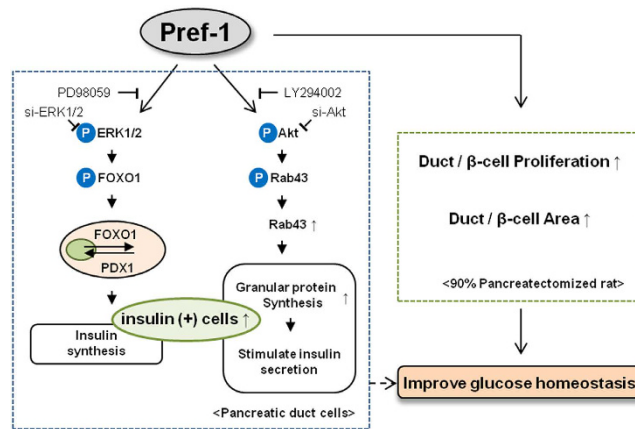 Pref-1
PD98059
LY294002
si-ERK1/2
si-Akt
P ERK1/2
P Akt
P FOXO1
P Rab43
FOXO1
PDX1
Rab43 ↑
Granular protein
Synthesis ↑
Stimulate insulin
secretion
insulin (+) cells ↑
Insulin
synthesis
<Pancreatic duct cells>
Duct / β-cell Proliferation ↑
Duct / β-cell Area ↑
<90% Pancreatectomized rat>
Improve glucose homeostasis